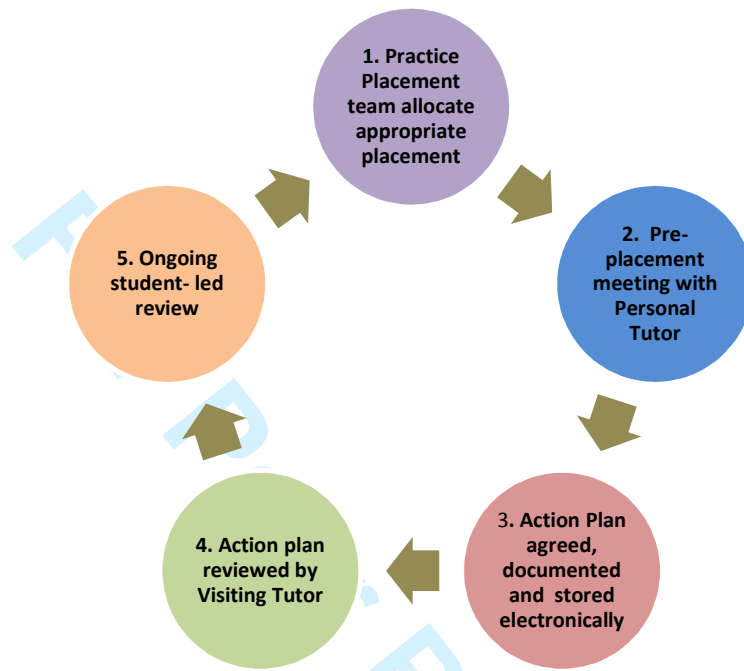 1. Practice
Placement
team allocate
appropriate
placement
2. Pre-
placement
meeting with
Personal
Tutor
3. Action Plan
agreed,
documented
and stored
electronically
4. Action plan
reviewed by
Visiting Tutor
5. Ongoing
student- led
review